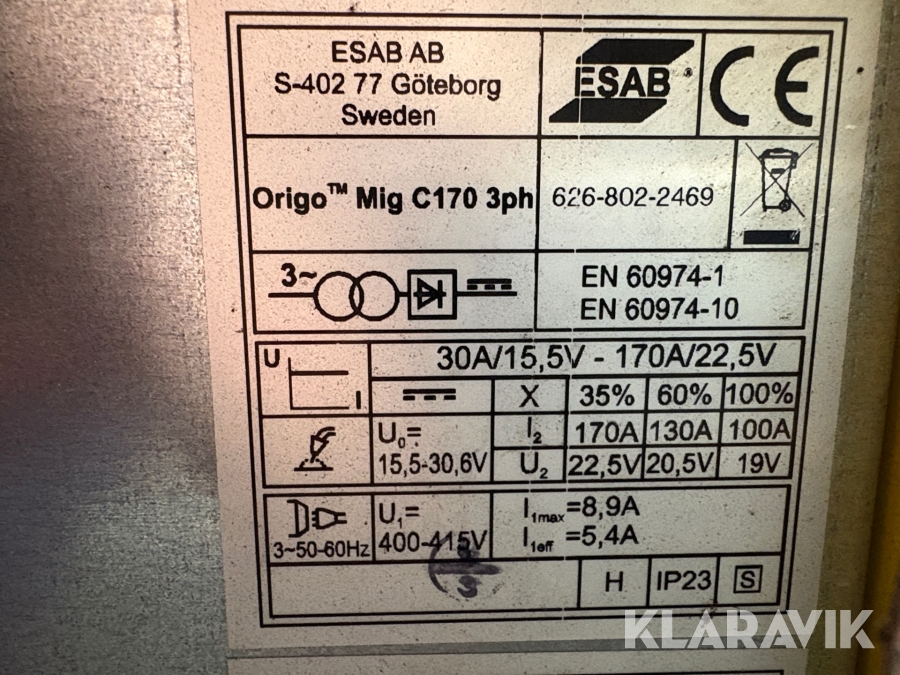 ESAB AB
S-402 77 Göteborg
Sweden
ESAB®
CE
Origo™ Mig C170 3ph
626-802-2469
3~
EN 60974-1
EN 60974-10
U
I
30A/15,5V - 170A/22,5V
X 35% 60% 100%
U₀=
15,5-30,6V
I₂ 170A 130A 100A
U₂ 22,5V 20,5V 19V
3~50-60Hz
U₁=
400-415V
I₁max=8,9A
I₁eff =5,4A
3
H IP23 S
KLARAVIK